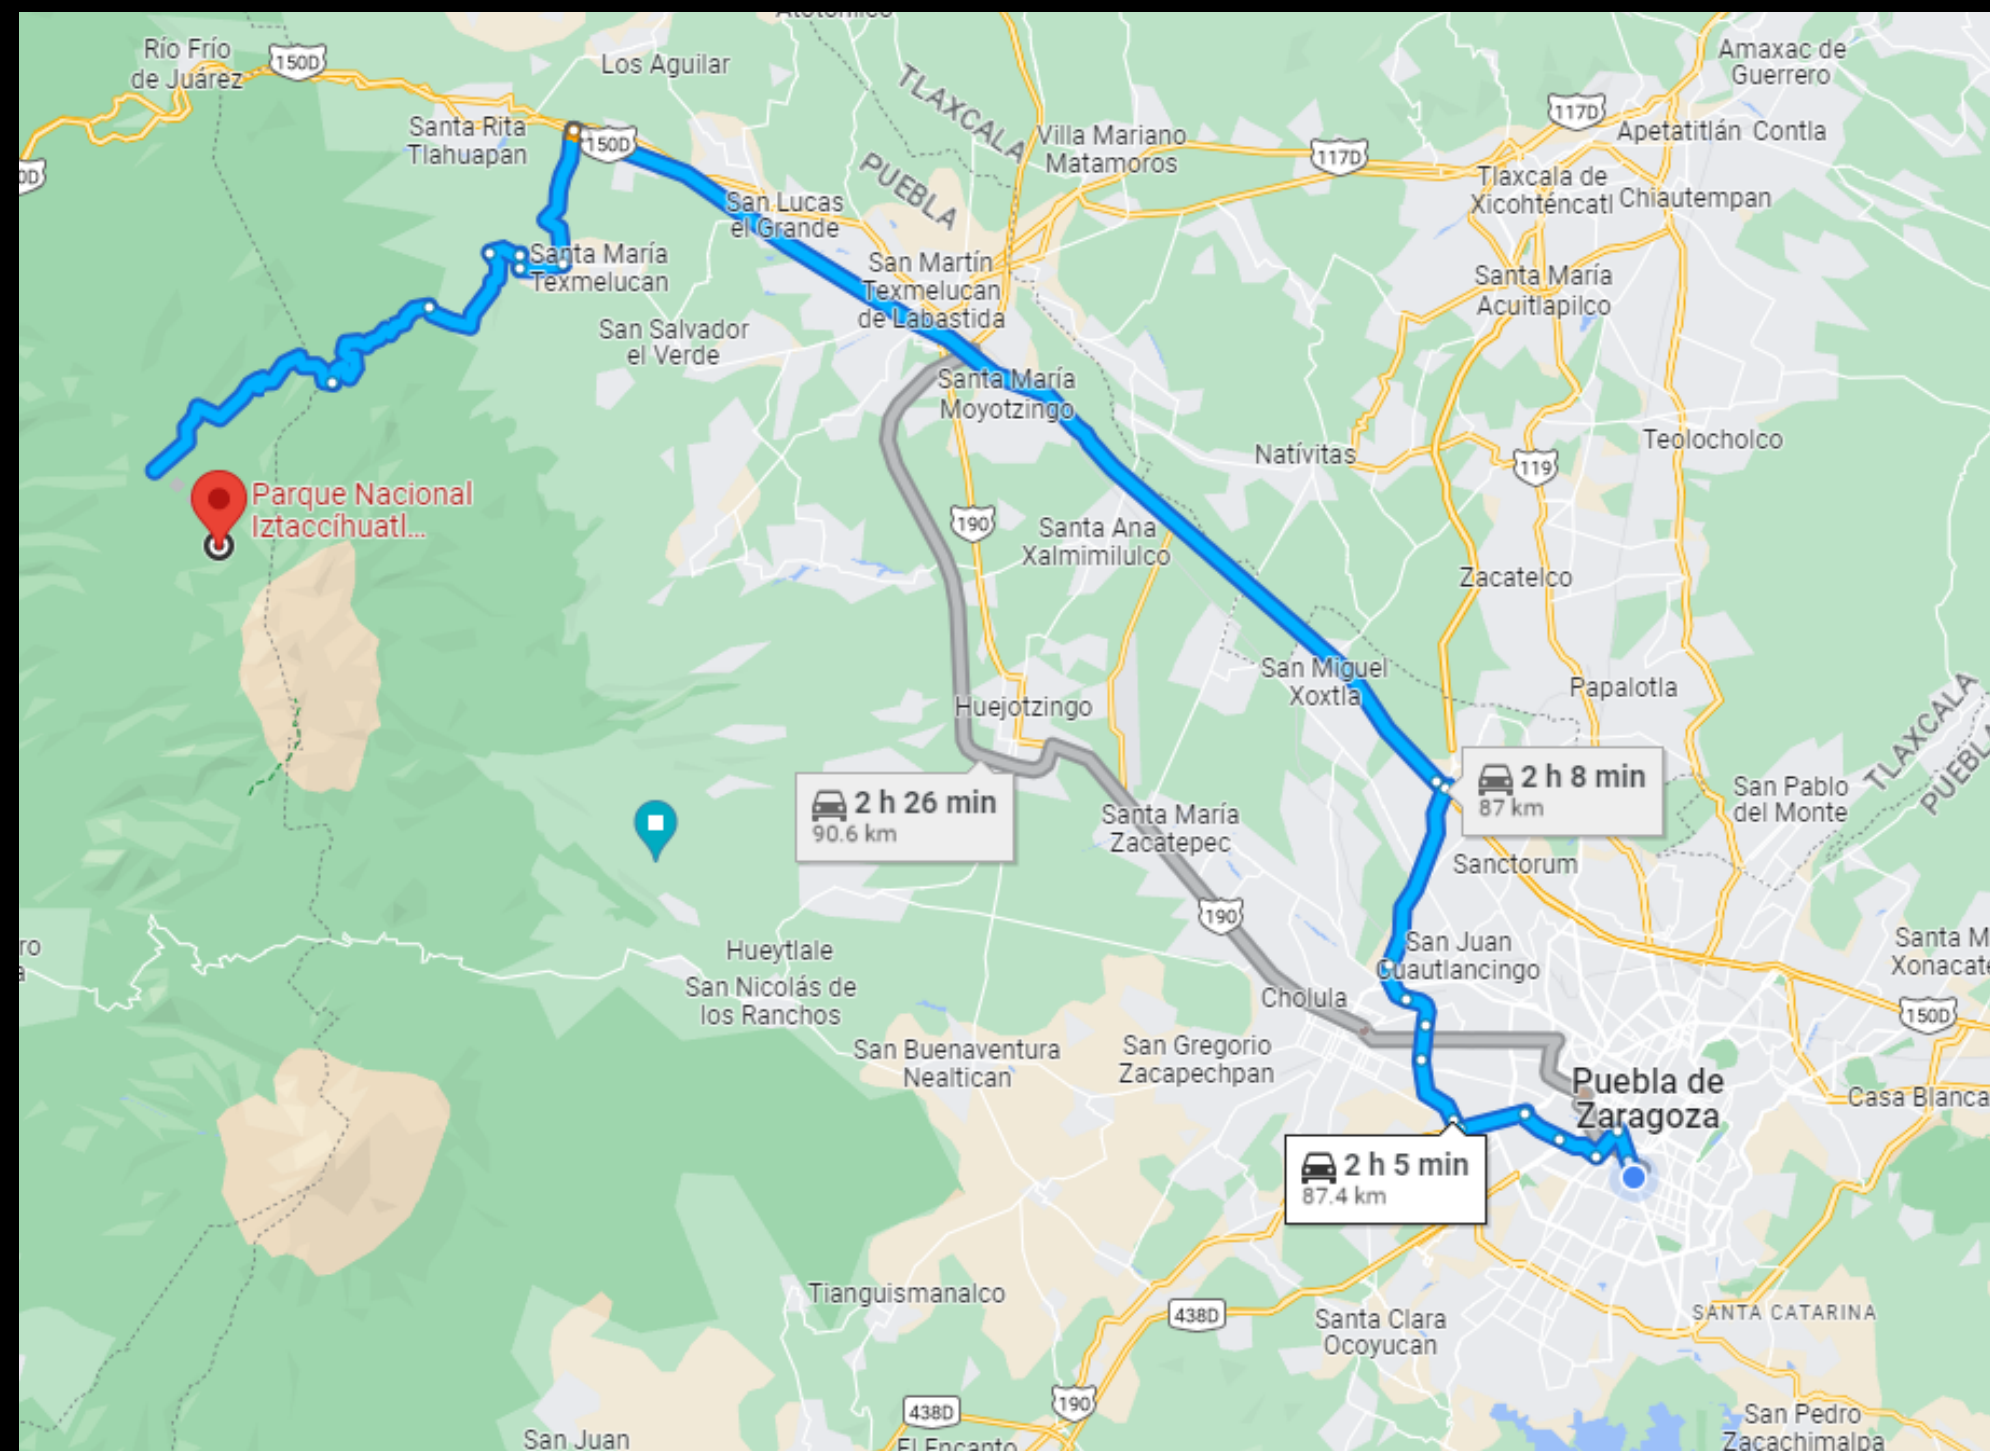 Río Frío
de Juárez
150D
Los Aguilar
Amaxac de
Guerrero
Santa Rita
Tlahuapan
150D
TLAXCALA
PUEBLA
Villa Mariano
Matamoros
117D
117D
Apetatitlán
Contla
Tlaxcala de
Xicohténcatl
Chiautempan
San Lucas
el Grande
Santa María
Texmelucan
San Martín
Texmelucan
de Labastida
Santa María
Acuitlapilco
San Salvador
el Verde
Santa María
Moyotzingo
Natívitas
119
Teolocholco
Parque Nacional
Iztaccíhuatl...
190
Santa Ana
Xalmimilulco
Zacatelco
San Miguel
Xoxtla
Papalotla
Huejotzingo
TLAXCALA
PUEBLA
2 h 8 min
87 km
San Pablo
del Monte
2 h 26 min
90.6 km
Santa María
Zacatepec
Sanctorum
190
Hueytlale
San Nicolás de
los Ranchos
San Juan
Cuautlancingo
Cholula
Santa M
Xonacate
150D
San Buenaventura
Nealtican
San Gregorio
Zacapechpan
Puebla de
Zaragoza
Casa Blanca
2 h 5 min
87.4 km
Tianguismanalco
438D
Santa Clara
Ocoyucan
SANTA CATARINA
190
438D
San Juan
El Encanto
San Pedro
Zacachimalpa